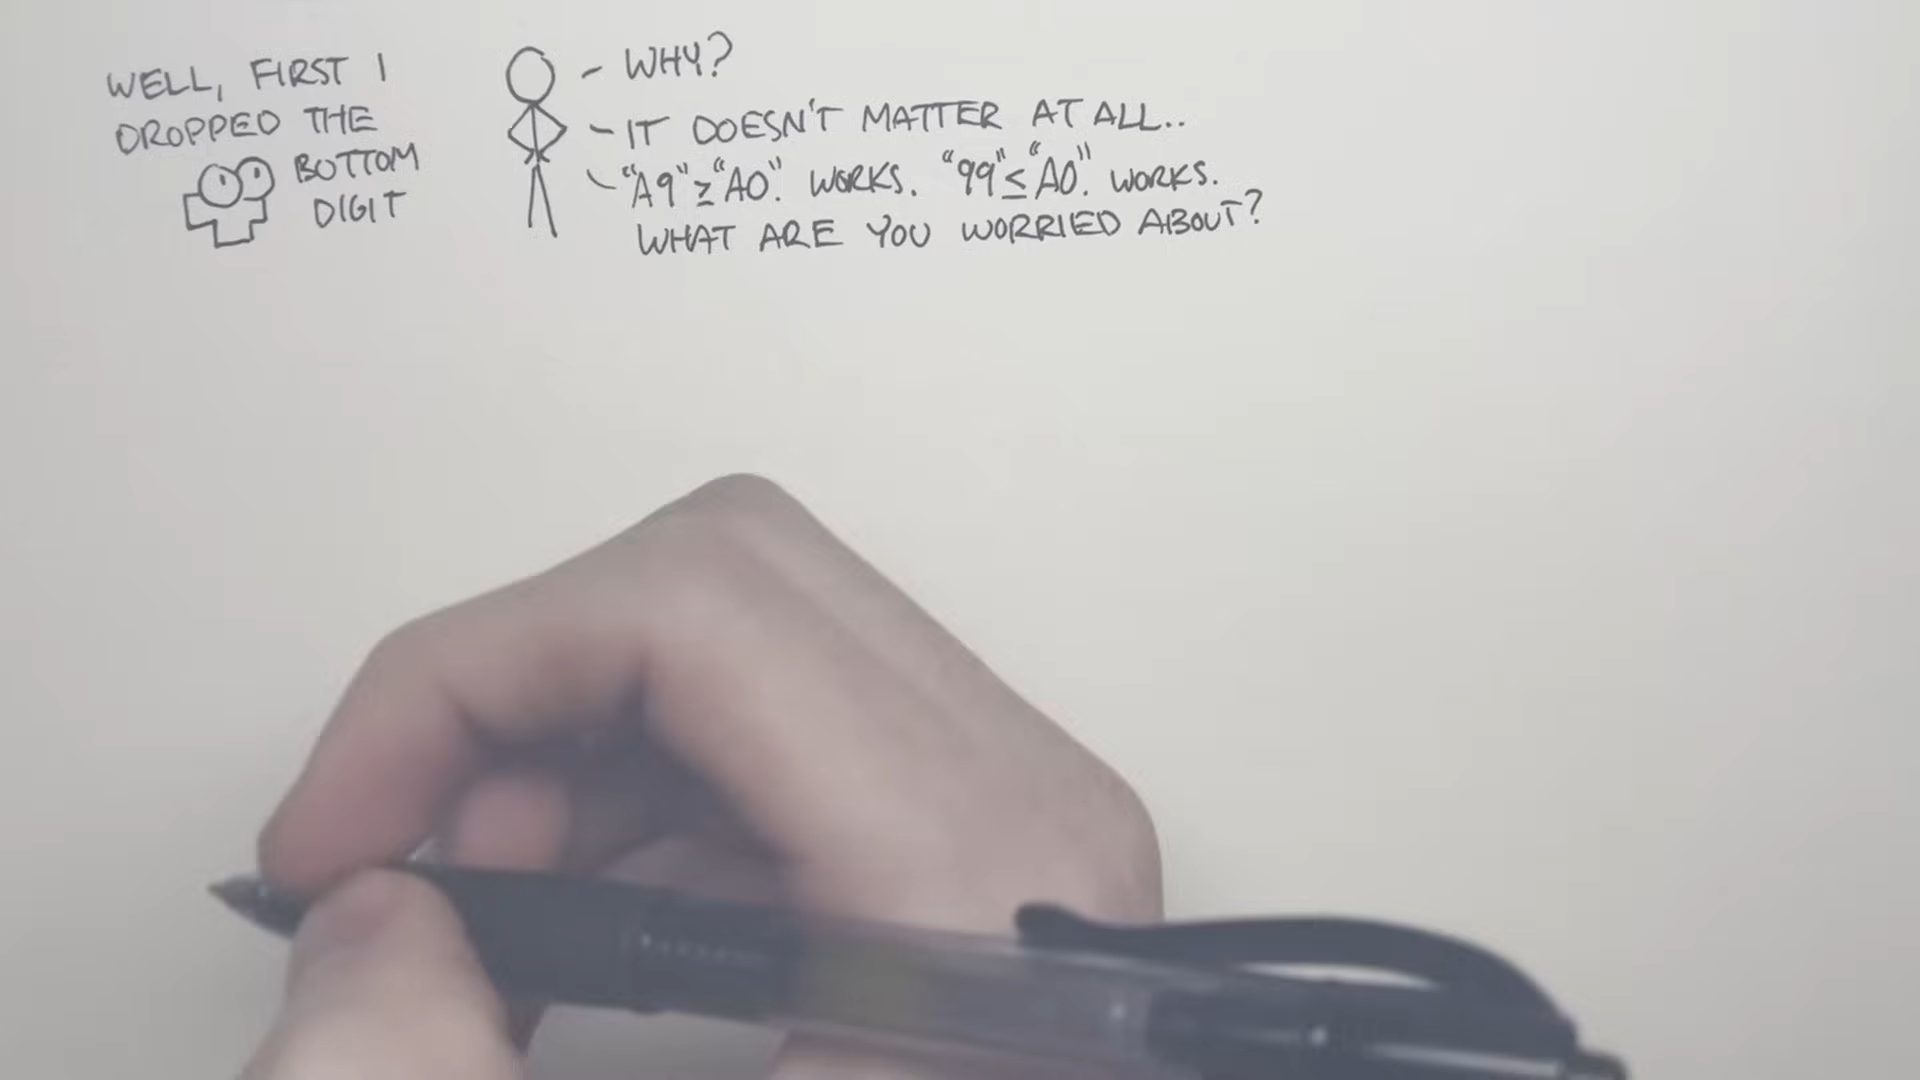 WELL, FIRST I
DROPPED THE
BOTTOM
DIGIT
- WHY?
- IT DOESN'T MATTER AT ALL..
- "A9" ≥ "A0". WORKS. "99" ≤ "A0". WORKS.
WHAT ARE YOU WORRIED ABOUT?